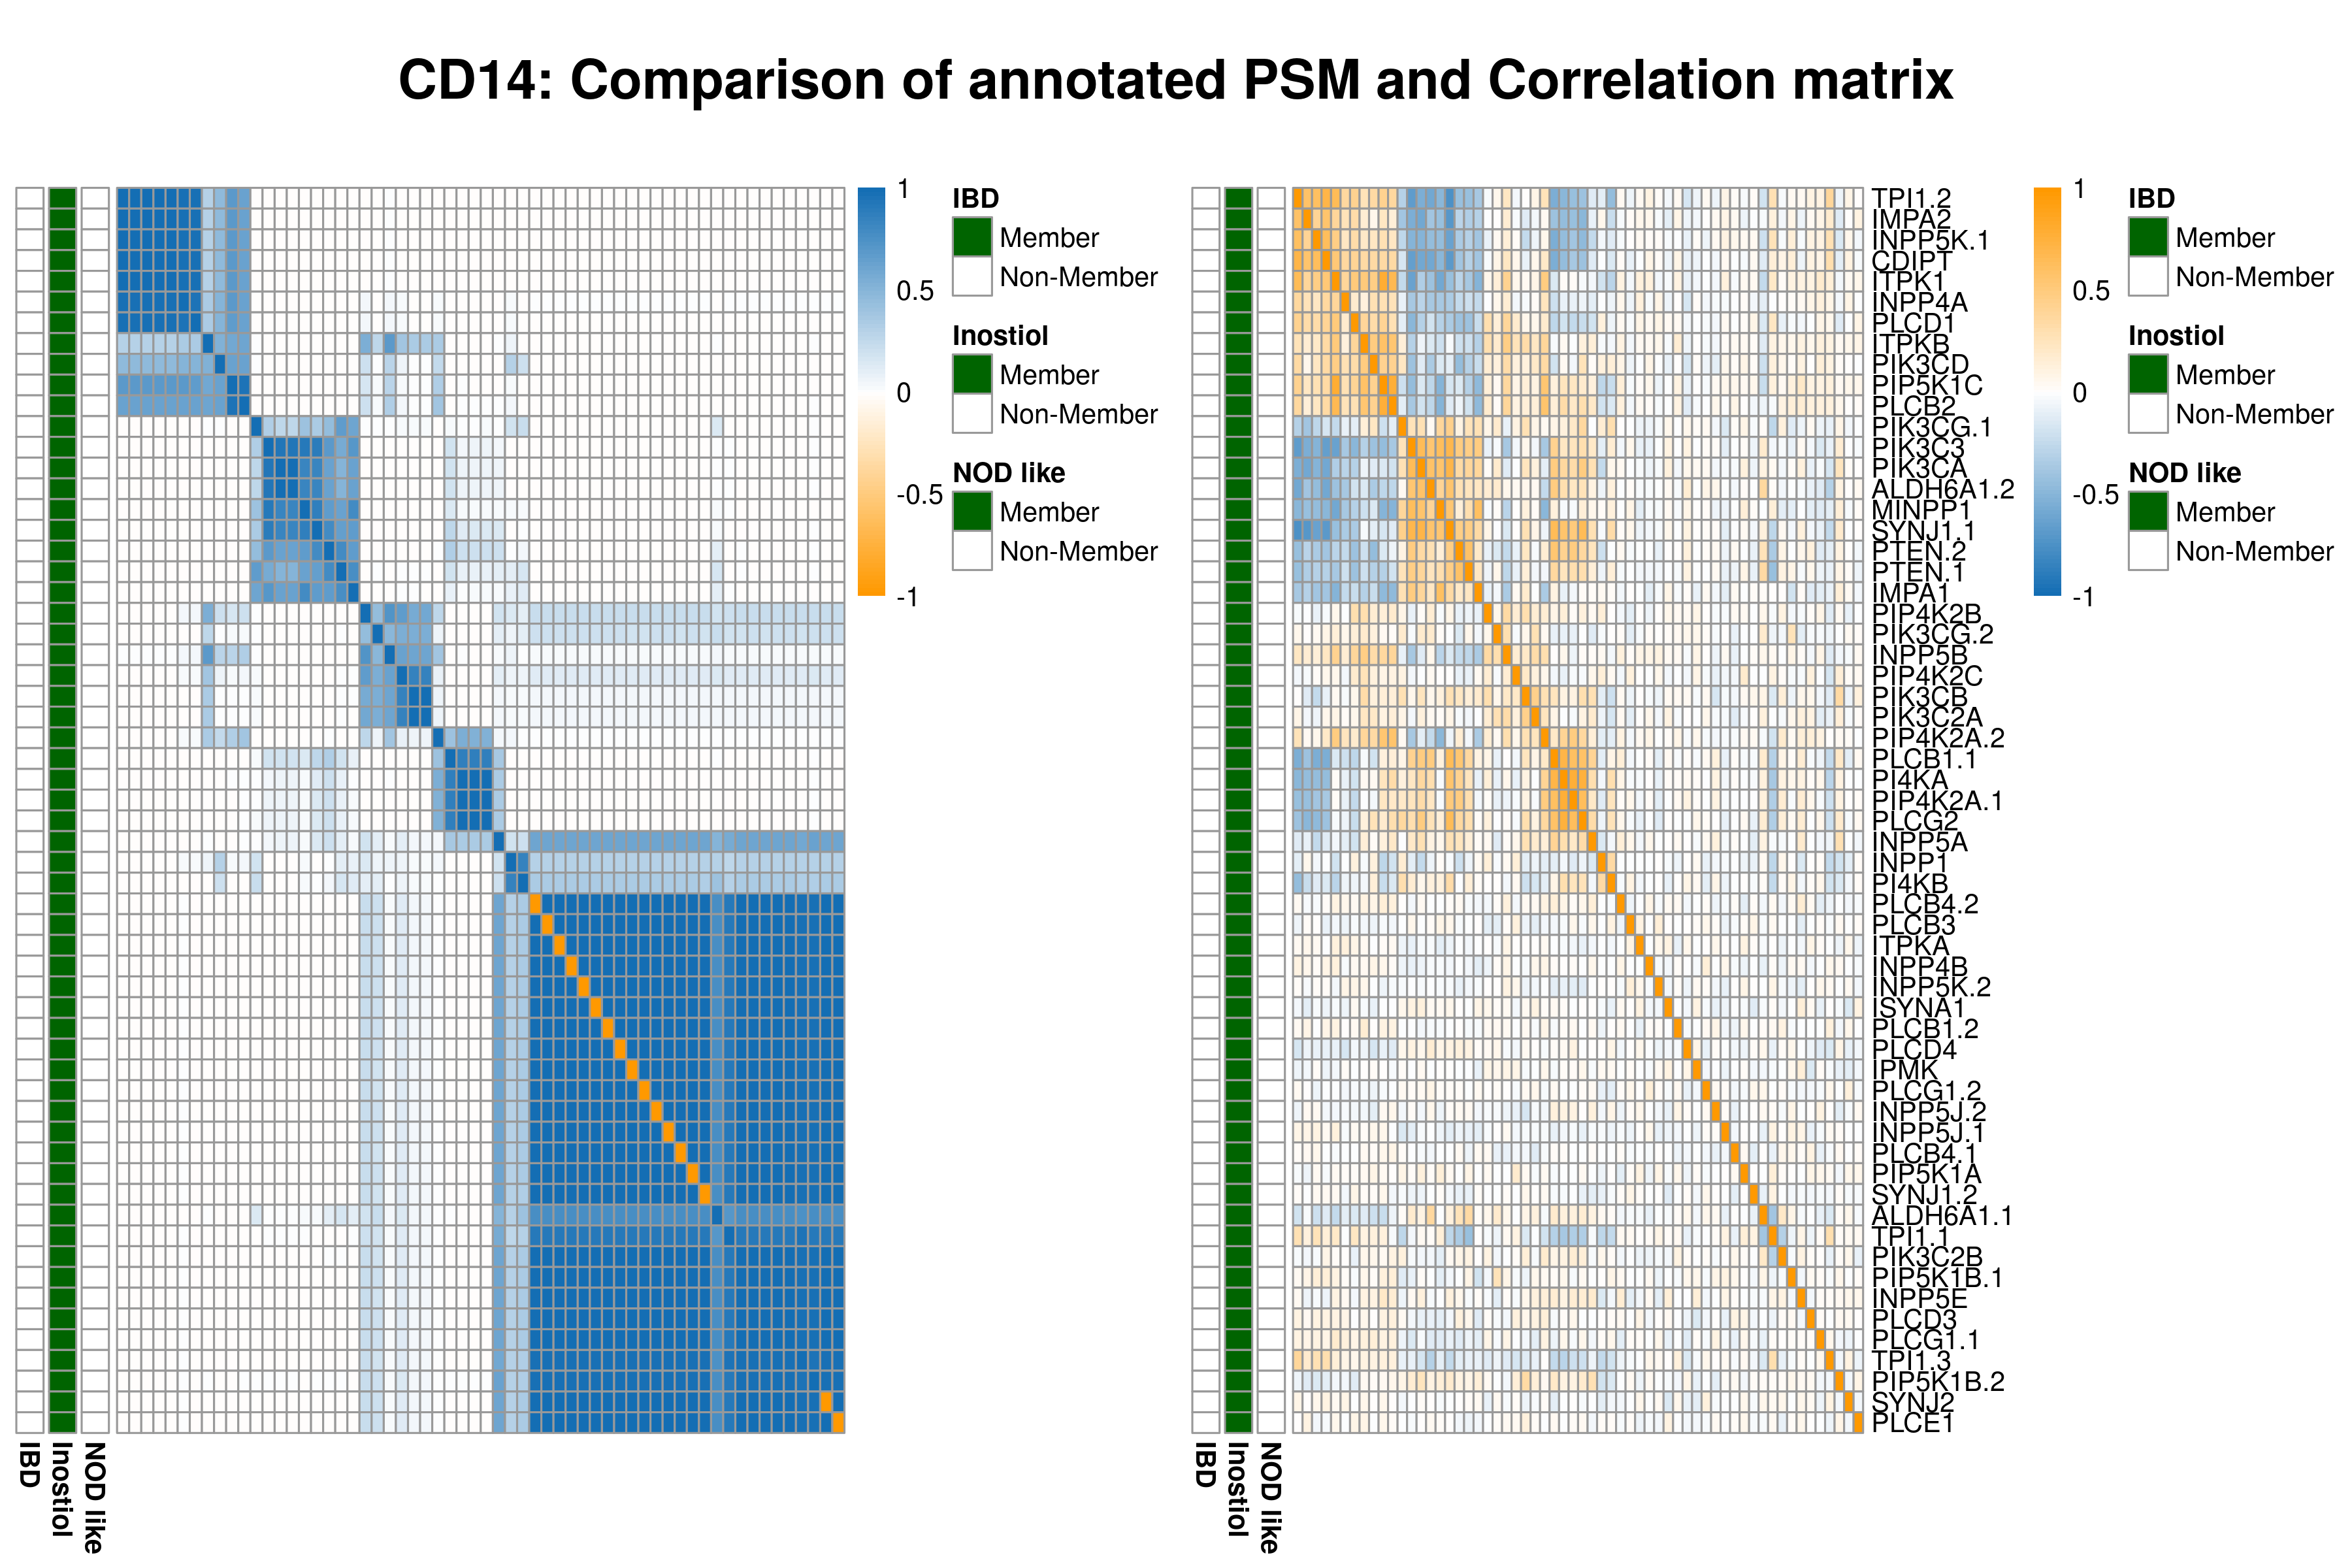 CD14: Comparison of annotated PSM and Correlation matrix
1
0.5
0
-0.5
-1
IBD
Member
Non-Member
Inostiol
Member
Non-Member
NOD like
Member
Non-Member
IBD
Inostiol
NOD like
TPI1.2
IMPA2
INPP5K.1
CDIPT
ITPK1
INPP4A
PLCD1
ITPKB
PIK3CD
PIP5K1C
PLCB2
PIK3CG.1
PIK3C3
PIK3CA
ALDH6A1.2
MINPP1
SYNJ1.1
PTEN.2
PTEN.1
IMPA1
PIP4K2B
PIK3CG.2
INPP5B
PIP4K2C
PIK3CB
PIK3C2A
PIP4K2A.2
PLCB1.1
PI4KA
PIP4K2A.1
PLCG2
INPP5A
INPP1
PI4KB
PLCB4.2
PLCB3
ITPKA
INPP4B
INPP5K.2
ISYNA1
PLCB1.2
PLCD4
IPMK
PLCG1.2
INPP5J.2
INPP5J.1
PLCB4.1
PIP5K1A
SYNJ1.2
ALDH6A1.1
TPI1.1
PIK3C2B
PIP5K1B.1
INPP5E
PLCD3
PLCG1.1
TPI1.3
PIP5K1B.2
SYNJ2
PLCE1
1
0.5
0
-0.5
-1
IBD
Member
Non-Member
Inostiol
Member
Non-Member
NOD like
Member
Non-Member
IBD
Inostiol
NOD like